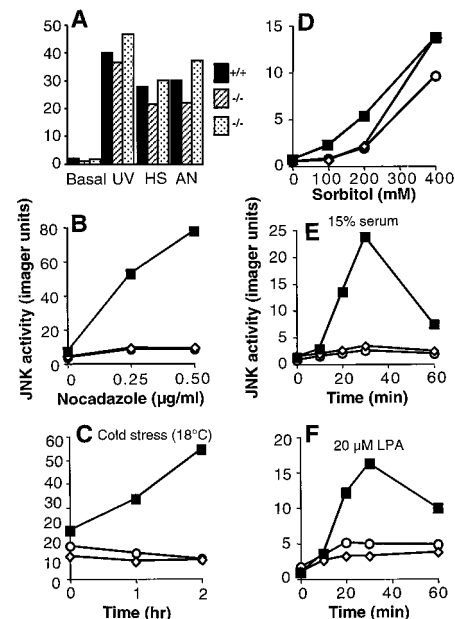 A
50
40
30
20
10
0
Basal UV HS AN
+/+
-/-
-/-
D
15
10
5
0
0 100 200 300 400
Sorbitol (mM)
JNK activity (imager units)
B
80
60
40
20
0
0 0.25 0.50
Nocadazole (µg/ml)
JNK activity (imager units)
E
15% serum
25
20
15
10
5
0
0 20 40 60
Time (min)
C Cold stress (18°C)
60
50
40
30
20
20
10
10
0
0 1 2
Time (hr)
F
20 µM LPA
20
15
10
5
0
0 20 40 60
Time (min)